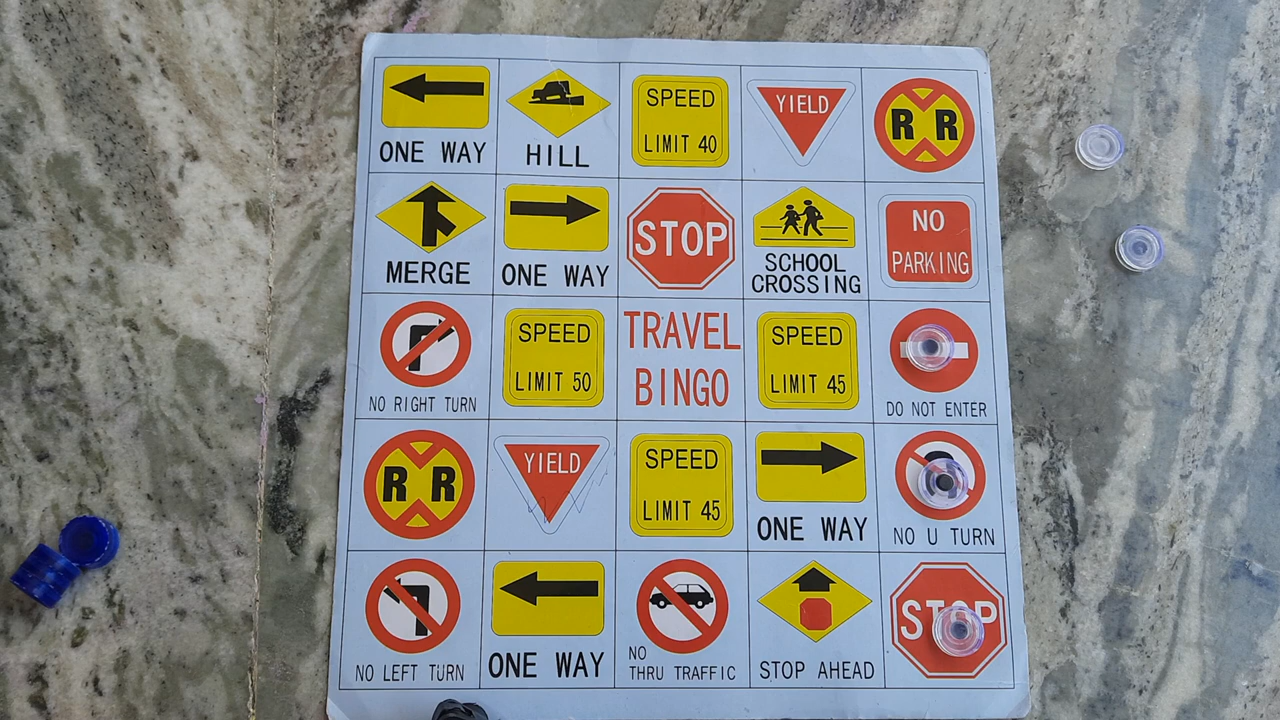 ONE WAY
HILL
SPEED
LIMIT 40
YIELD
R R
MERGE
ONE WAY
STOP
SCHOOL
CROSSING
NO
PARKING
NO RIGHT TURN
SPEED
LIMIT 50
TRAVEL
BINGO
SPEED
LIMIT 45
DO NOT ENTER
R R
YIELD
SPEED
LIMIT 45
ONE WAY
NO U TURN
NO LEFT TURN
ONE WAY
NO
THRU TRAFFIC
STOP AHEAD
STOP